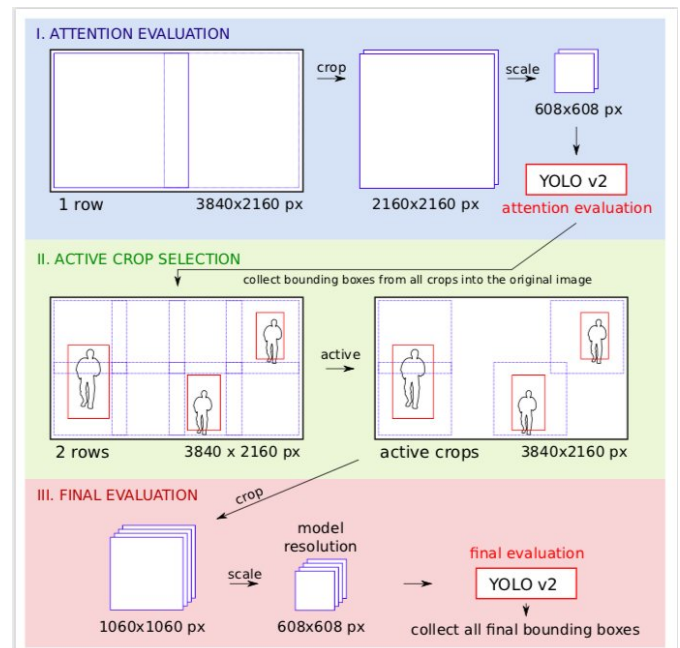 I. ATTENTION EVALUATION
crop
scale
608x608 px
1 row
3840x2160 px
2160x2160 px
YOLO v2
attention evaluation
II. ACTIVE CROP SELECTION
collect bounding boxes from all crops into the original image
active
2 rows
3840 x 2160 px
active crops
3840x2160 px
III. FINAL EVALUATION
crop
model
resolution
scale
final evaluation
YOLO v2
1060x1060 px
608x608 px
collect all final bounding boxes